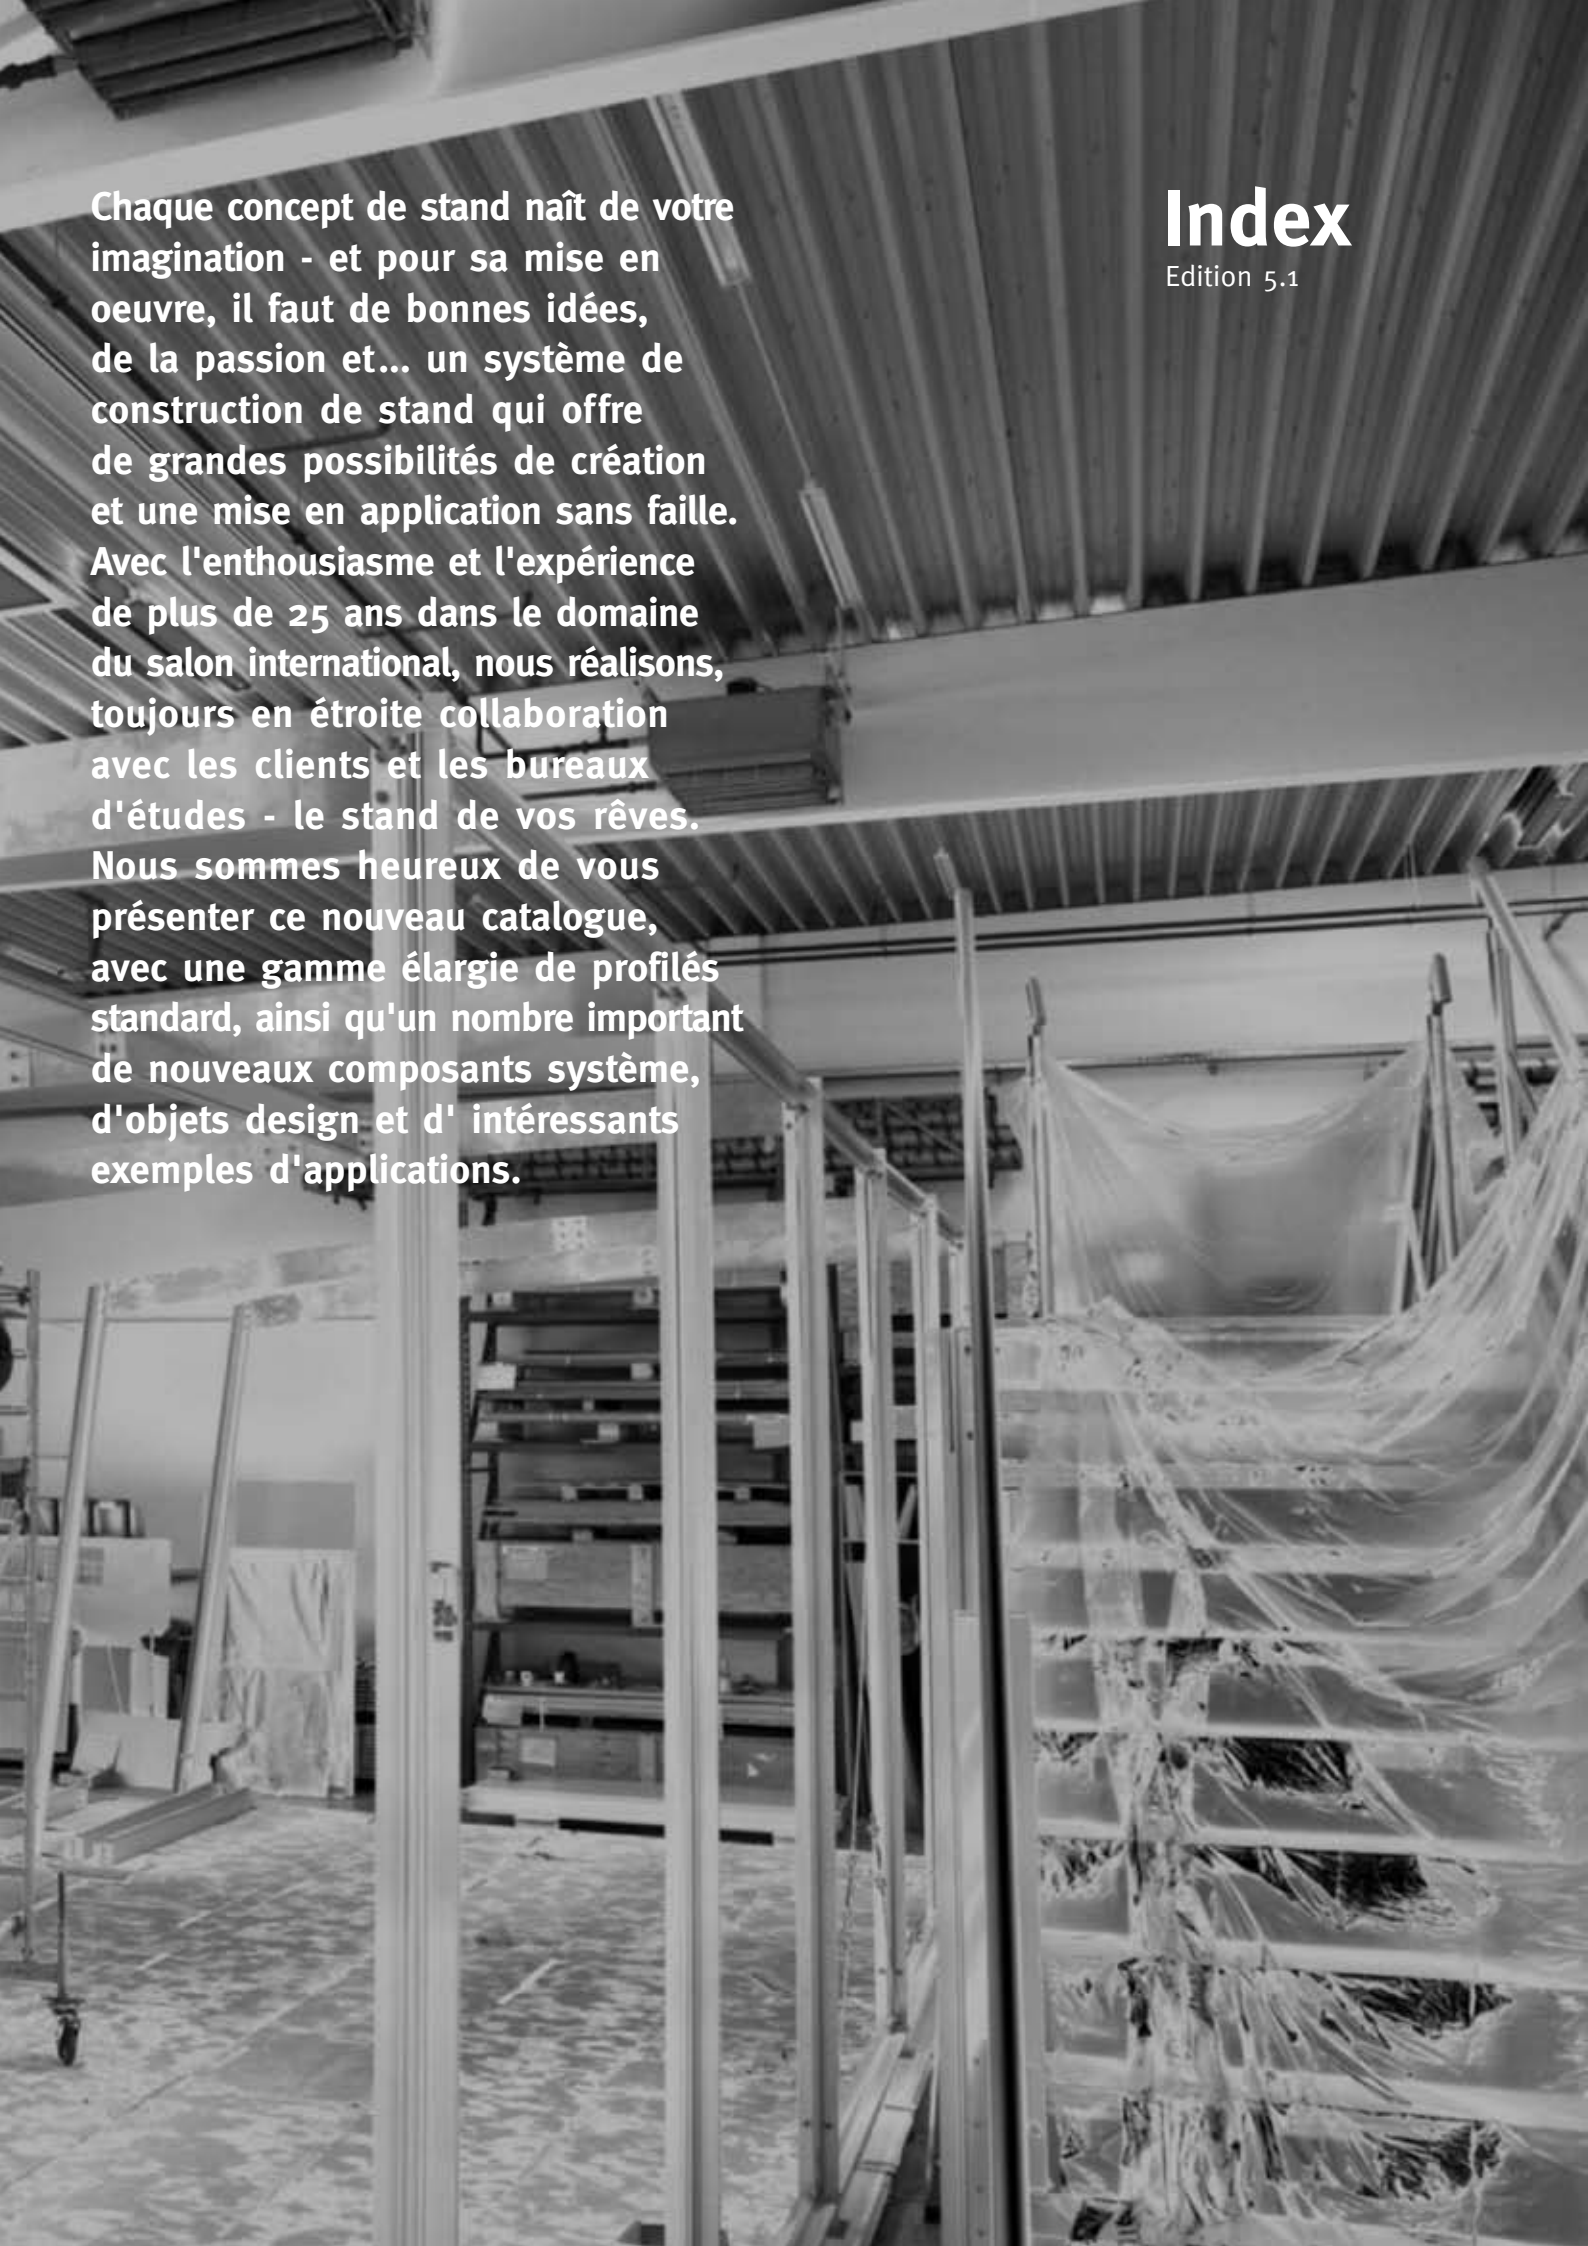 Chaque concept de stand naît de votre
imagination - et pour sa mise en
oeuvre, il faut de bonnes idées,
de la passion et... un système de
construction de stand qui offre
de grandes possibilités de création
et une mise en application sans faille.
Avec l'enthousiasme et l'expérience
de plus de 25 ans dans le domaine
du salon international, nous réalisons,
toujours en étroite collaboration
avec les clients et les bureaux
d'études - le stand de vos rêves.
Nous sommes heureux de vous
présenter ce nouveau catalogue,
avec une gamme élargie de profilés
standard, ainsi qu'un nombre important
de nouveaux composants système,
d'objets design et d' intéressants
exemples d'applications.
Index
Edition 5.1